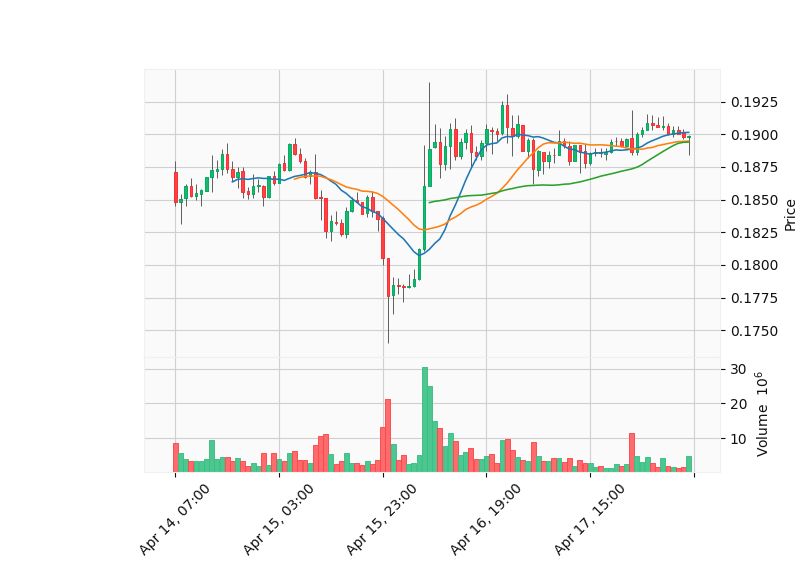 0.1925
0.1900
0.1875
0.1850
0.1825
0.1800
0.1775
0.1750
Price
30
20
10
Volume 10^6
Apr 14, 07:00
Apr 15, 03:00
Apr 15, 23:00
Apr 16, 19:00
Apr 17, 15:00